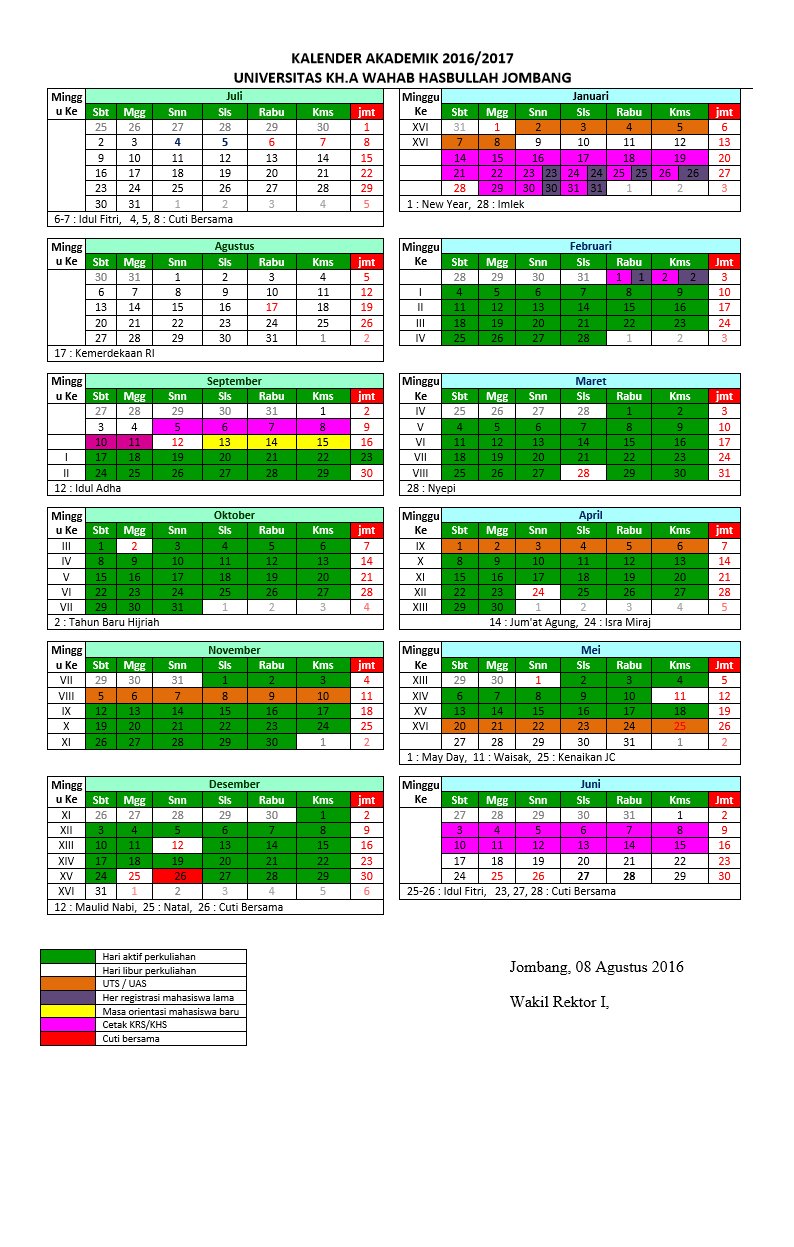 KALENDER AKADEMIK 2016/2017
UNIVERSITAS KH.A WAHAB HASBULLAH JOMBANG
Mingg Juli
u Ke Sbt Mgg Snn Sls Rabu Kms jmt
25 26 27 28 29 30 1
2 3 4 5 6 7 8
9 10 11 12 13 14 15
16 17 18 19 20 21 22
23 24 25 26 27 28 29
30 31 1 2 3 4 5
6-7 : Idul Fitri, 4, 5, 8 : Cuti Bersama
Minggu Januari
Ke Sbt Mgg Snn Sls Rabu Kms jmt
XVI 31 1 2 3 4 5 6
XVI 7 8 9 10 11 12 13
14 15 16 17 18 19 20
21 22 23 23 24 24 25 25 26 26 27
28 29 30 30 31 31 1 2 3
1 : New Year, 28 : Imlek
Mingg Agustus
u Ke Sbt Mgg Snn Sls Rabu Kms jmt
30 31 1 2 3 4 5
6 7 8 9 10 11 12
13 14 15 16 17 18 19
20 21 22 23 24 25 26
27 28 29 30 31 1 2
17 : Kemerdekaan RI
Minggu Februari
Ke Sbt Mgg Snn Sls Rabu Kms Jmt
28 29 30 31 1 1 2 2 3
I 4 5 6 7 8 9 10
II 11 12 13 14 15 16 17
III 18 19 20 21 22 23 24
IV 25 26 27 28 1 2 3
Mingg September
u Ke Sbt Mgg Snn Sls Rabu Kms jmt
27 28 29 30 31 1 2
3 4 5 6 7 8 9
10 11 12 13 14 15 16
I 17 18 19 20 21 22 23
II 24 25 26 27 28 29 30
12 : Idul Adha
Minggu Maret
Ke Sbt Mgg Snn Sls Rabu Kms jmt
IV 25 26 27 28 1 2 3
V 4 5 6 7 8 9 10
VI 11 12 13 14 15 16 17
VII 18 19 20 21 22 23 24
VIII 25 26 27 28 29 30 31
28 : Nyepi
Mingg Oktober
u Ke Sbt Mgg Snn Sls Rabu Kms jmt
III 1 2 3 4 5 6 7
IV 8 9 10 11 12 13 14
V 15 16 17 18 19 20 21
VI 22 23 24 25 26 27 28
VII 29 30 31 1 2 3 4
2 : Tahun Baru Hijriah
Minggu April
Ke Sbt Mgg Snn Sls Rabu Kms jmt
IX 1 2 3 4 5 6 7
X 8 9 10 11 12 13 14
XI 15 16 17 18 19 20 21
XII 22 23 24 25 26 27 28
XIII 29 30 1 2 3 4 5
14 : Jum'at Agung, 24 : Isra Miraj
Mingg November
u Ke Sbt Mgg Snn Sls Rabu Kms jmt
VII 29 30 31 1 2 3 4
VIII 5 6 7 8 9 10 11
IX 12 13 14 15 16 17 18
X 19 20 21 22 23 24 25
XI 26 27 28 29 30 1 2
Minggu Mei
Ke Sbt Mgg Snn Sls Rabu Kms Jmt
XIII 29 30 1 2 3 4 5
XIV 6 7 8 9 10 11 12
XV 13 14 15 16 17 18 19
XVI 20 21 22 23 24 25 26
27 28 29 30 31 1 2
1 : May Day, 11 : Waisak, 25 : Kenaikan JC
Mingg Desember
u Ke Sbt Mgg Snn Sls Rabu Kms jmt
XI 26 27 28 29 30 1 2
XII 3 4 5 6 7 8 9
XIII 10 11 12 13 14 15 16
XIV 17 18 19 20 21 22 23
XV 24 25 26 27 28 29 30
XVI 31 1 2 3 4 5 6
12 : Maulid Nabi, 25 : Natal, 26 : Cuti Bersama
Minggu Juni
Ke Sbt Mgg Snn Sls Rabu Kms jmt
27 28 29 30 31 1 2
3 4 5 6 7 8 9
10 11 12 13 14 15 16
17 18 19 20 21 22 23
24 25 26 27 28 29 30
25-26 : Idul Fitri, 23, 27, 28 : Cuti Bersama
Hari aktif perkuliahan
Hari libur perkuliahan
UTS / UAS
Her registrasi mahasiswa lama
Masa orientasi mahasiswa baru
Cetak KRS/KHS
Cuti bersama
Jombang, 08 Agustus 2016
Wakil Rektor I,